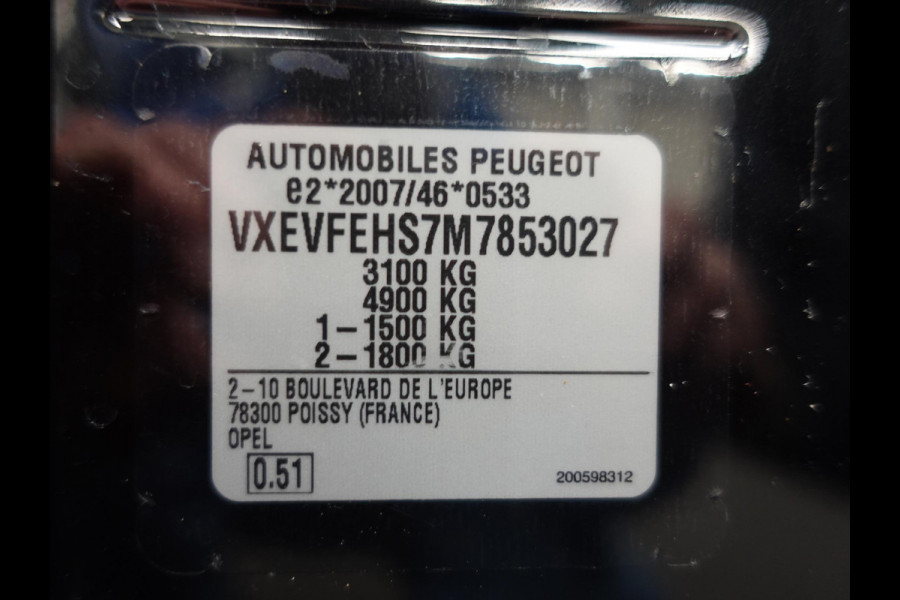 AUTOMOBILES PEUGEOT
e2*2007/46*0533
VXEVFEHS7M7853027
3100 KG
4900 KG
1-1500 KG
2-1800 KG
2-10 BOULEVARD DE L'EUROPE
78300 POISSY (FRANCE)
OPEL
0.51
200598312